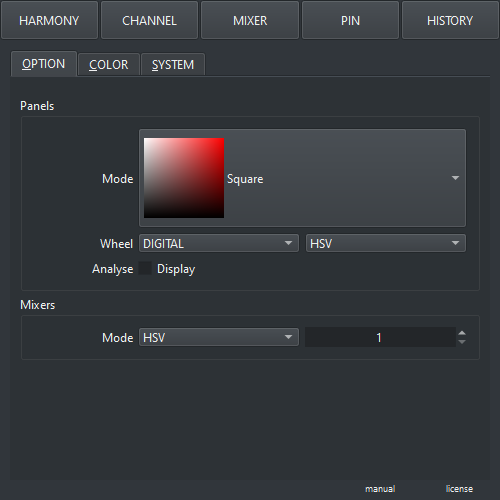 HARMONY CHANNEL MIXER PIN HISTORY
OPTION COLOR SYSTEM
Panels
Mode Square
Wheel DIGITAL HSV
Analyse Display
Mixers
Mode HSV 1
manual license